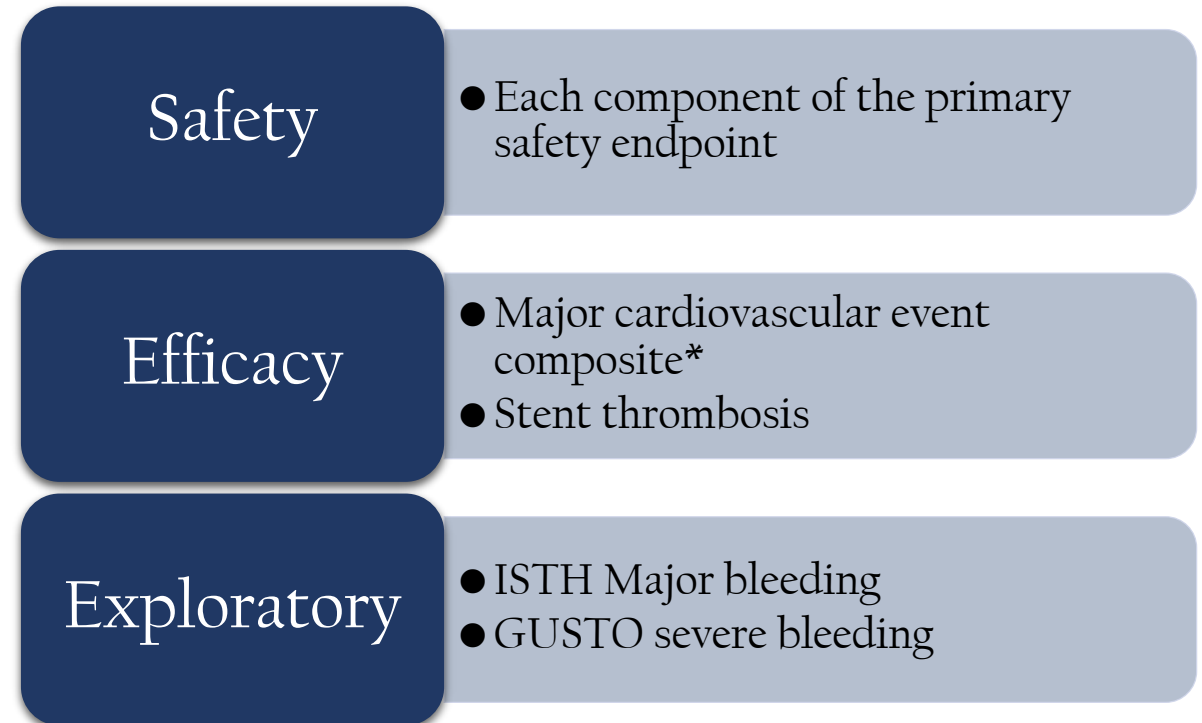 Safety
● Each component of the primary
safety endpoint
Efficacy
● Major cardiovascular event
composite*
● Stent thrombosis
Exploratory
● ISTH Major bleeding
● GUSTO severe bleeding